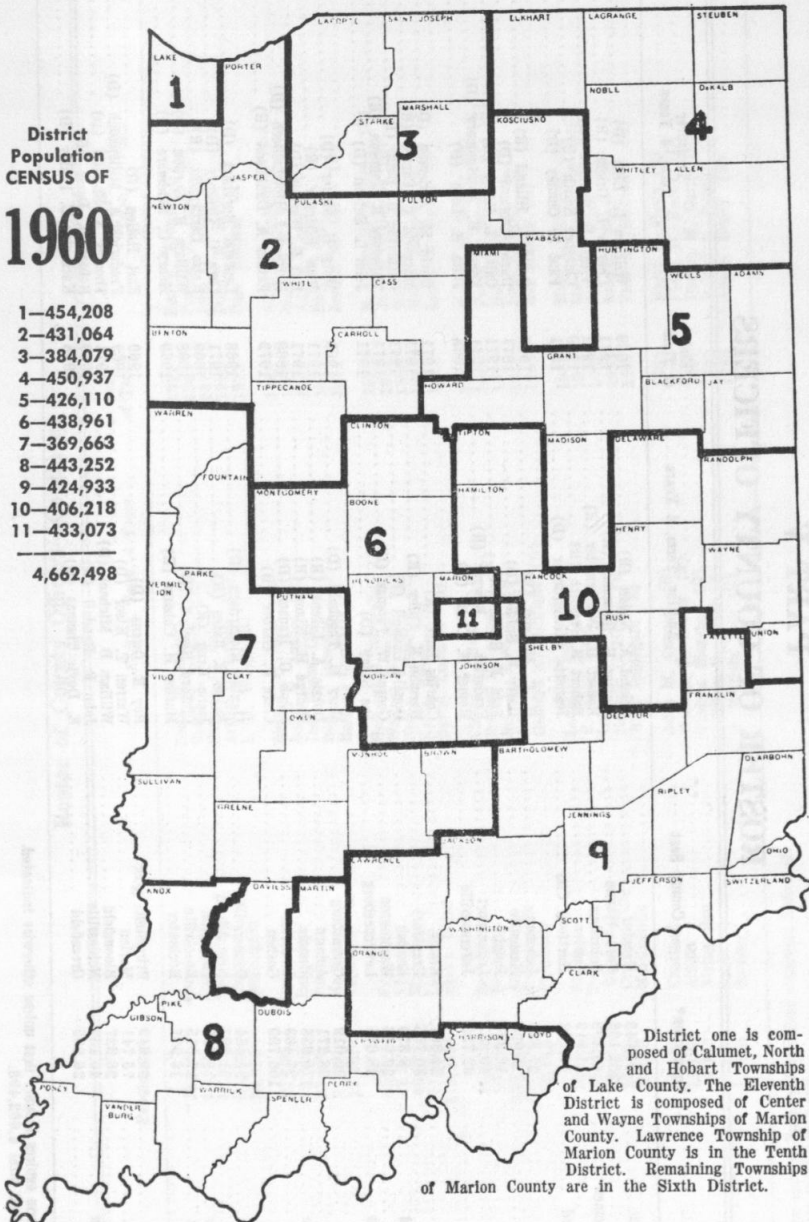 District
Population
CENSUS OF
1960
1—454,208
2—431,064
3—384,079
4—450,937
5—426,110
6—438,961
7—369,663
8—443,252
9—424,933
10—406,218
11—433,073
4,662,498
LAPORTE
SAINT JOSEPH
ELKHART
LAGRANGE
STEUBEN
LAKE
PORTER
1
NOBLE
DeKALB
MARSHALL
STARKE
KOSCIUSKO
3
4
WHITLEY
ALLEN
JASPER
NEWTON
PULASKI
FULTON
WABASH
MIAMI
HUNTINGTON
2
WHITE
CASS
WELLS
ADAMS
BENTON
CARROLL
5
GRANT
TIPPECANOE
HOWARD
BLACKFORD
JAY
WARREN
CLINTON
TIPTON
MADISON
DELAWARE
RANDOLPH
FOUNTAIN
MONTGOMERY
BOONE
HAMILTON
HENRY
6
WAYNE
PARKE
VERMIL
ION
HENDRICKS
MARION
HANCOCK
PUTNAM
10
RUSH
11
7
FAYETTE
UNION
VIGO
CLAY
MORGAN
JOHNSON
SHELBY
FRANKLIN
OWEN
DECATUR
MONROE
BROWN
BARTHOLOMEW
DEARBORN
SULLIVAN
RIPLEY
GREENE
JENNINGS
JACKSON
9
OHIO
LAWRENCE
KNOX
DAVIESS
MARTIN
JEFFERSON
SWITZERLAND
WASHINGTON
SCOTT
ORANGE
CLARK
PIKE
GIBSON
DUBOIS
8
CRAWFORD
HARRISON
FLOYD
POSEY
WARRICK
PERRY
VANDER
BURG
SPENCER
District one is com-
posed of Calumet, North
and Hobart Townships
of Lake County. The Eleventh
District is composed of Center
and Wayne Townships of Marion
County. Lawrence Township of
Marion County is in the Tenth
District. Remaining Townships
of Marion County are in the Sixth District.